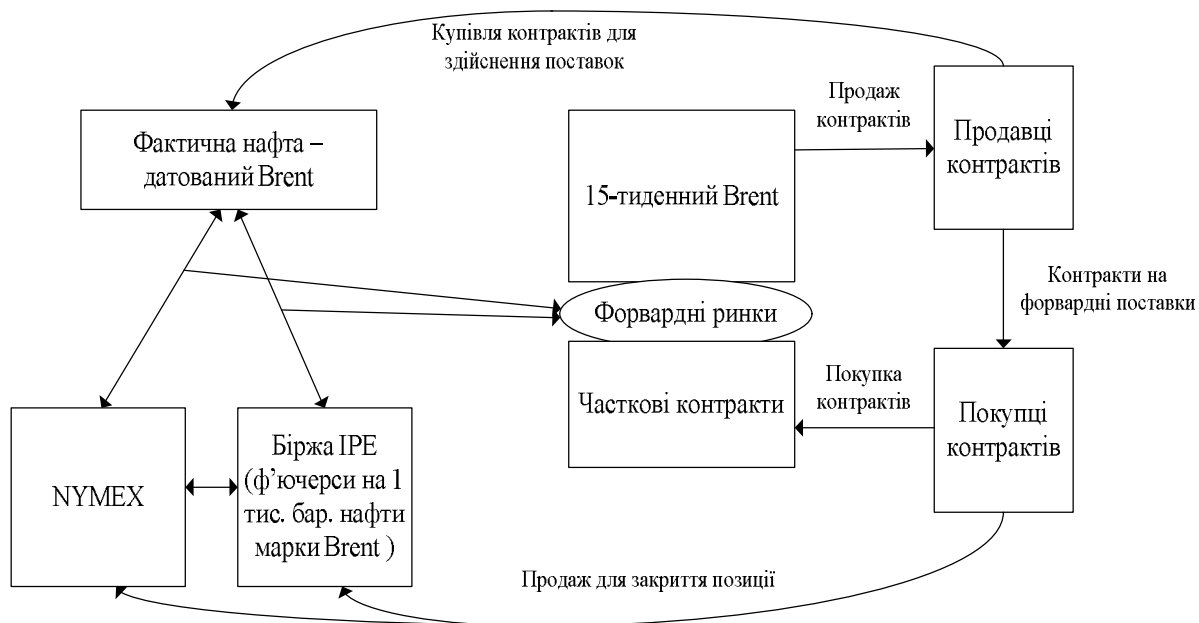 Купівля контрактів для
здійснення поставок
Фактична нафта –
датований Brent
15-тиденний Brent
Продаж
контрактів
Продавці
контрактів
Контракти на
форвардні поставки
Форвардні ринки
Часткові контракти
Покупка
контрактів
Покупці
контрактів
NYMEX
Біржа IPE
(ф’ючерси на 1
тис. бар. нафти
марки Brent )
Продаж для закриття позиції